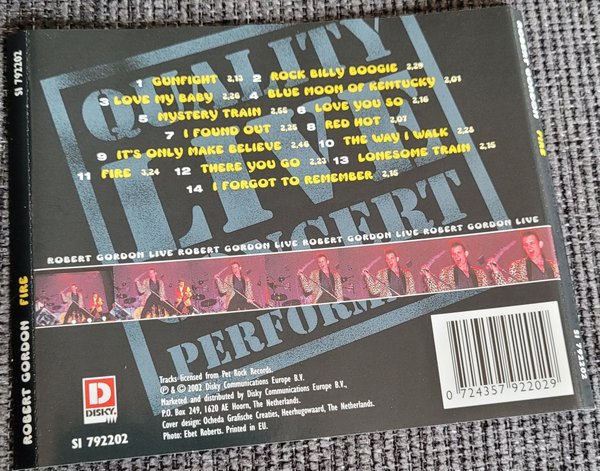 SI 792202
QUALITY
LIVE
CONCERT
PERFORMA
1 GUNFIGHT 2,13 2 ROCK BILLY BOOGIE 2,29
3 LOVE MY BABY 2,26 4 BLUE MOON OF KENTUCKY 2,01
5 MYSTERY TRAIN 2,55 6 LOVE YOU SO 2,16
7 I FOUND OUT 2,25 8 RED HOT 2,07
9 IT'S ONLY MAKE BELIEVE 2,46 10 THE WAY I WALK 2,28
11 FIRE 3,24 12 THERE YOU GO 2,23 13 LONESOME TRAIN 2,15
14 I FORGOT TO REMEMBER 2,15
ROBERT GORDON LIVE ROBERT GORDON LIVE ROBERT GORDON LIVE ROBERT GORDON LIVE
Tracks licensed from Pet Rock Records.
℗ & © 2002 Disky Communications Europe B.V.
Marketed and distributed by Disky Communications Europe B.V.,
P.O. Box 249, 1620 AE Hoorn, The Netherlands.
Cover design: Ocheda Grafische Creaties, Heerhugowaard, The Netherlands.
Photo: Ebet Roberts. Printed in EU.
D
DISKY
SI 792202
0 724357 922029
ROBERT GORDON FIRE
ROBERT GORDON FIRE
SI 792202